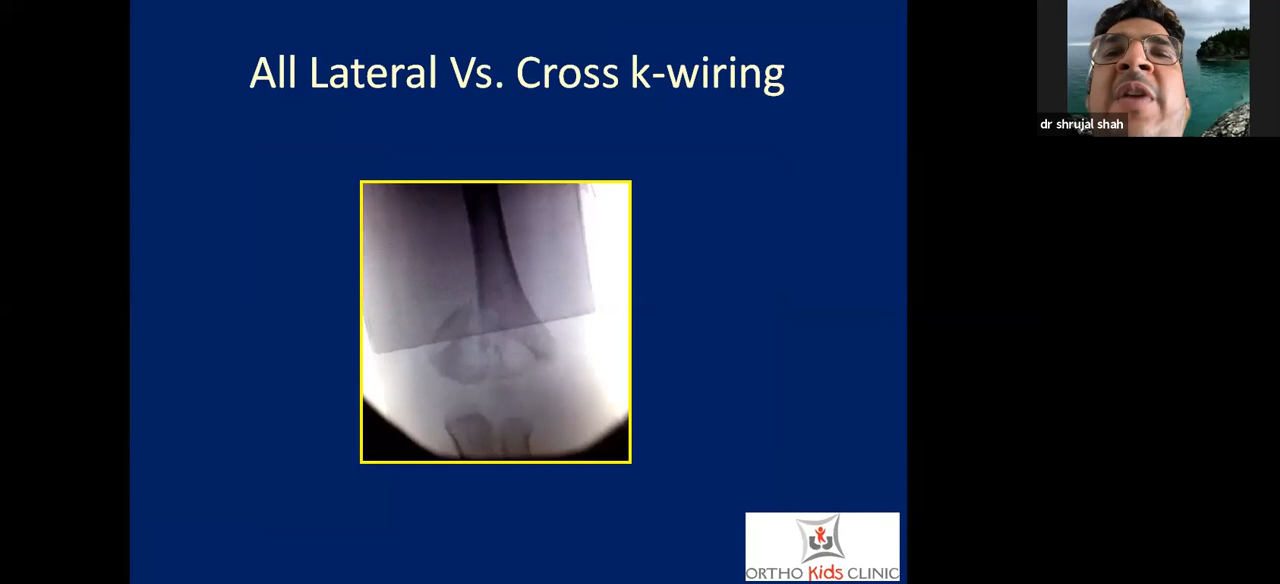 All Lateral Vs. Cross k-wiring
dr shrujal shah
ORTHO Kids CLINIC